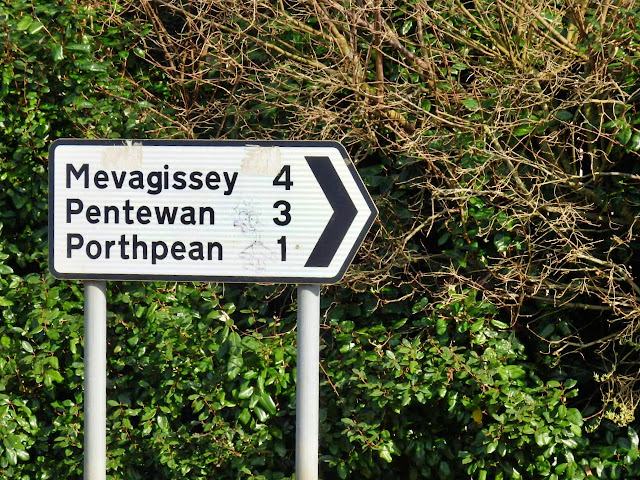 Mevagissey 4
Pentewan 3
Porthpean 1